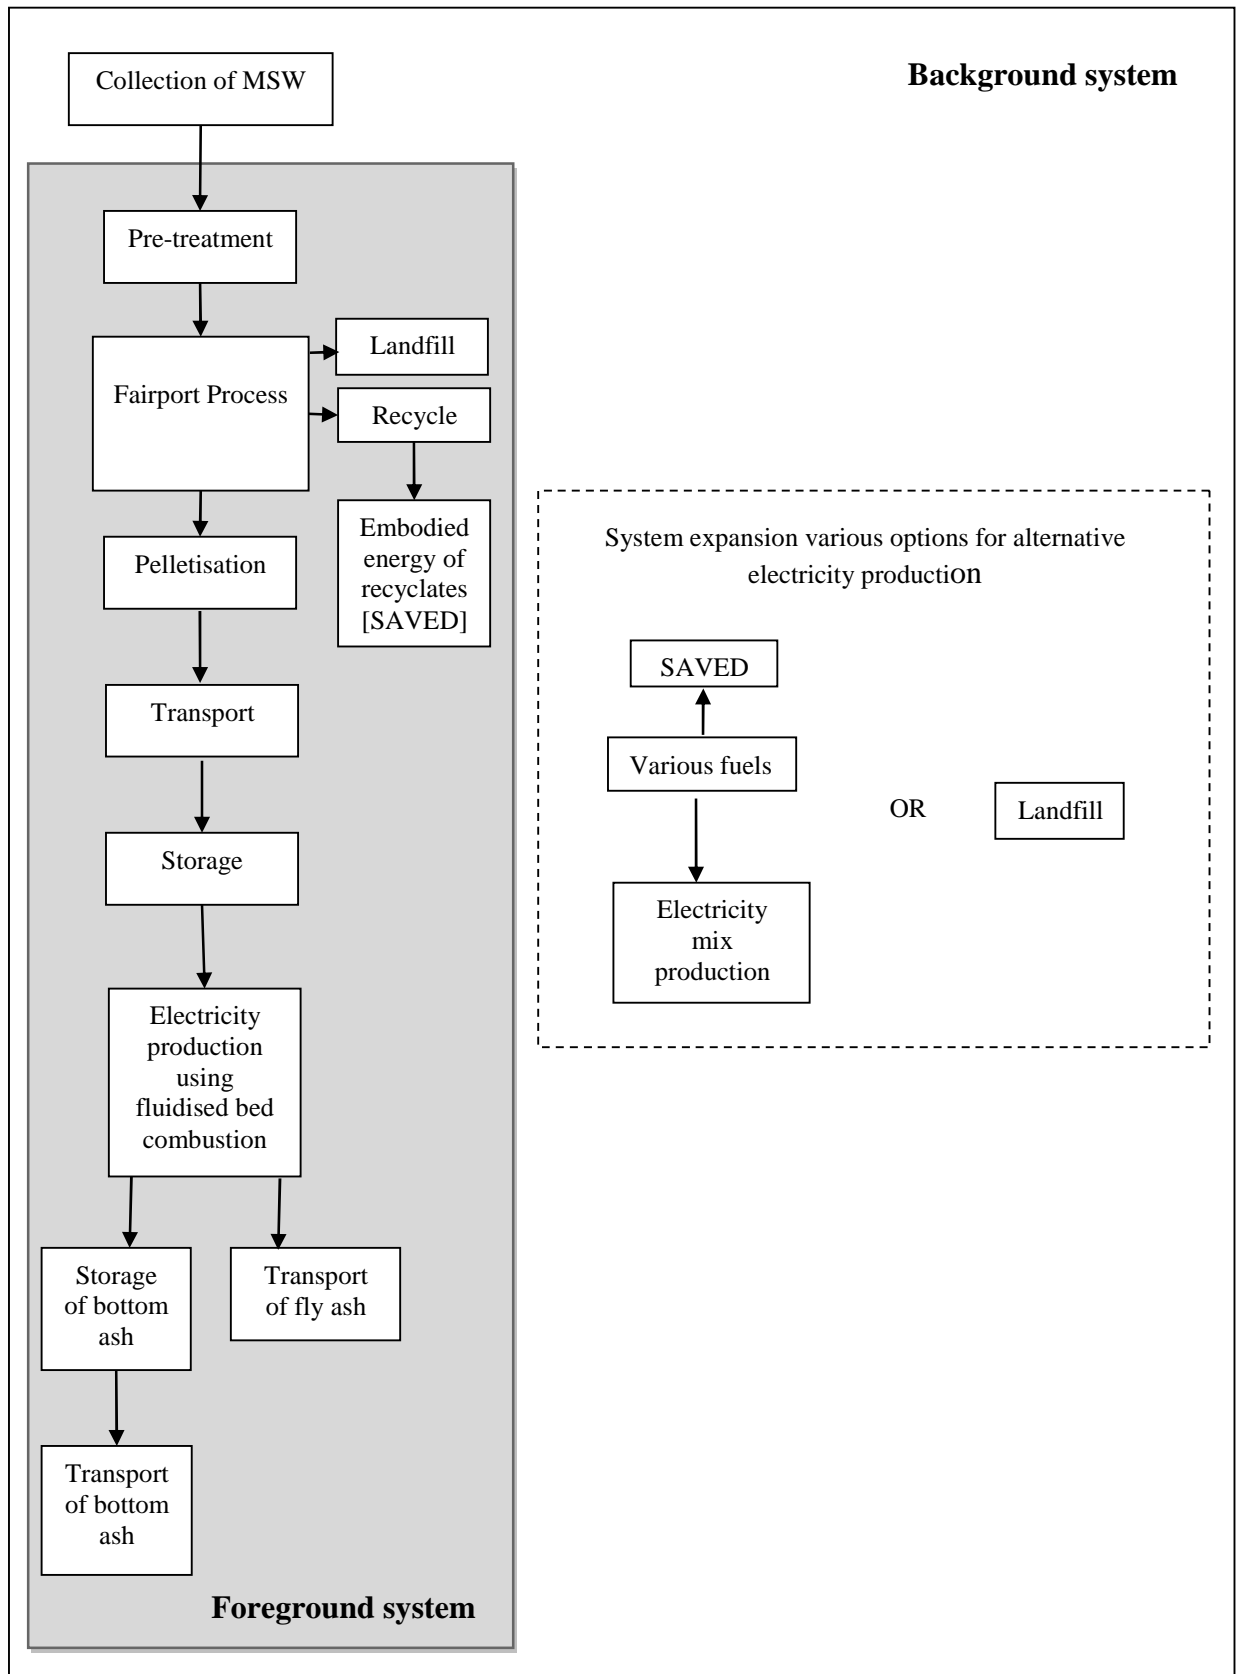 Collection of MSW
Background system
Pre-treatment
Fairport Process
Landfill
Recycle
Embodied
energy of
recyclates
[SAVED]
Pelletisation
Transport
Storage
Electricity
production
using
fluidised bed
combustion
Storage
of bottom
ash
Transport
of fly ash
Transport
of bottom
ash
Foreground system
System expansion various options for alternative
electricity production
SAVED
Various fuels
OR
Landfill
Electricity
mix
production